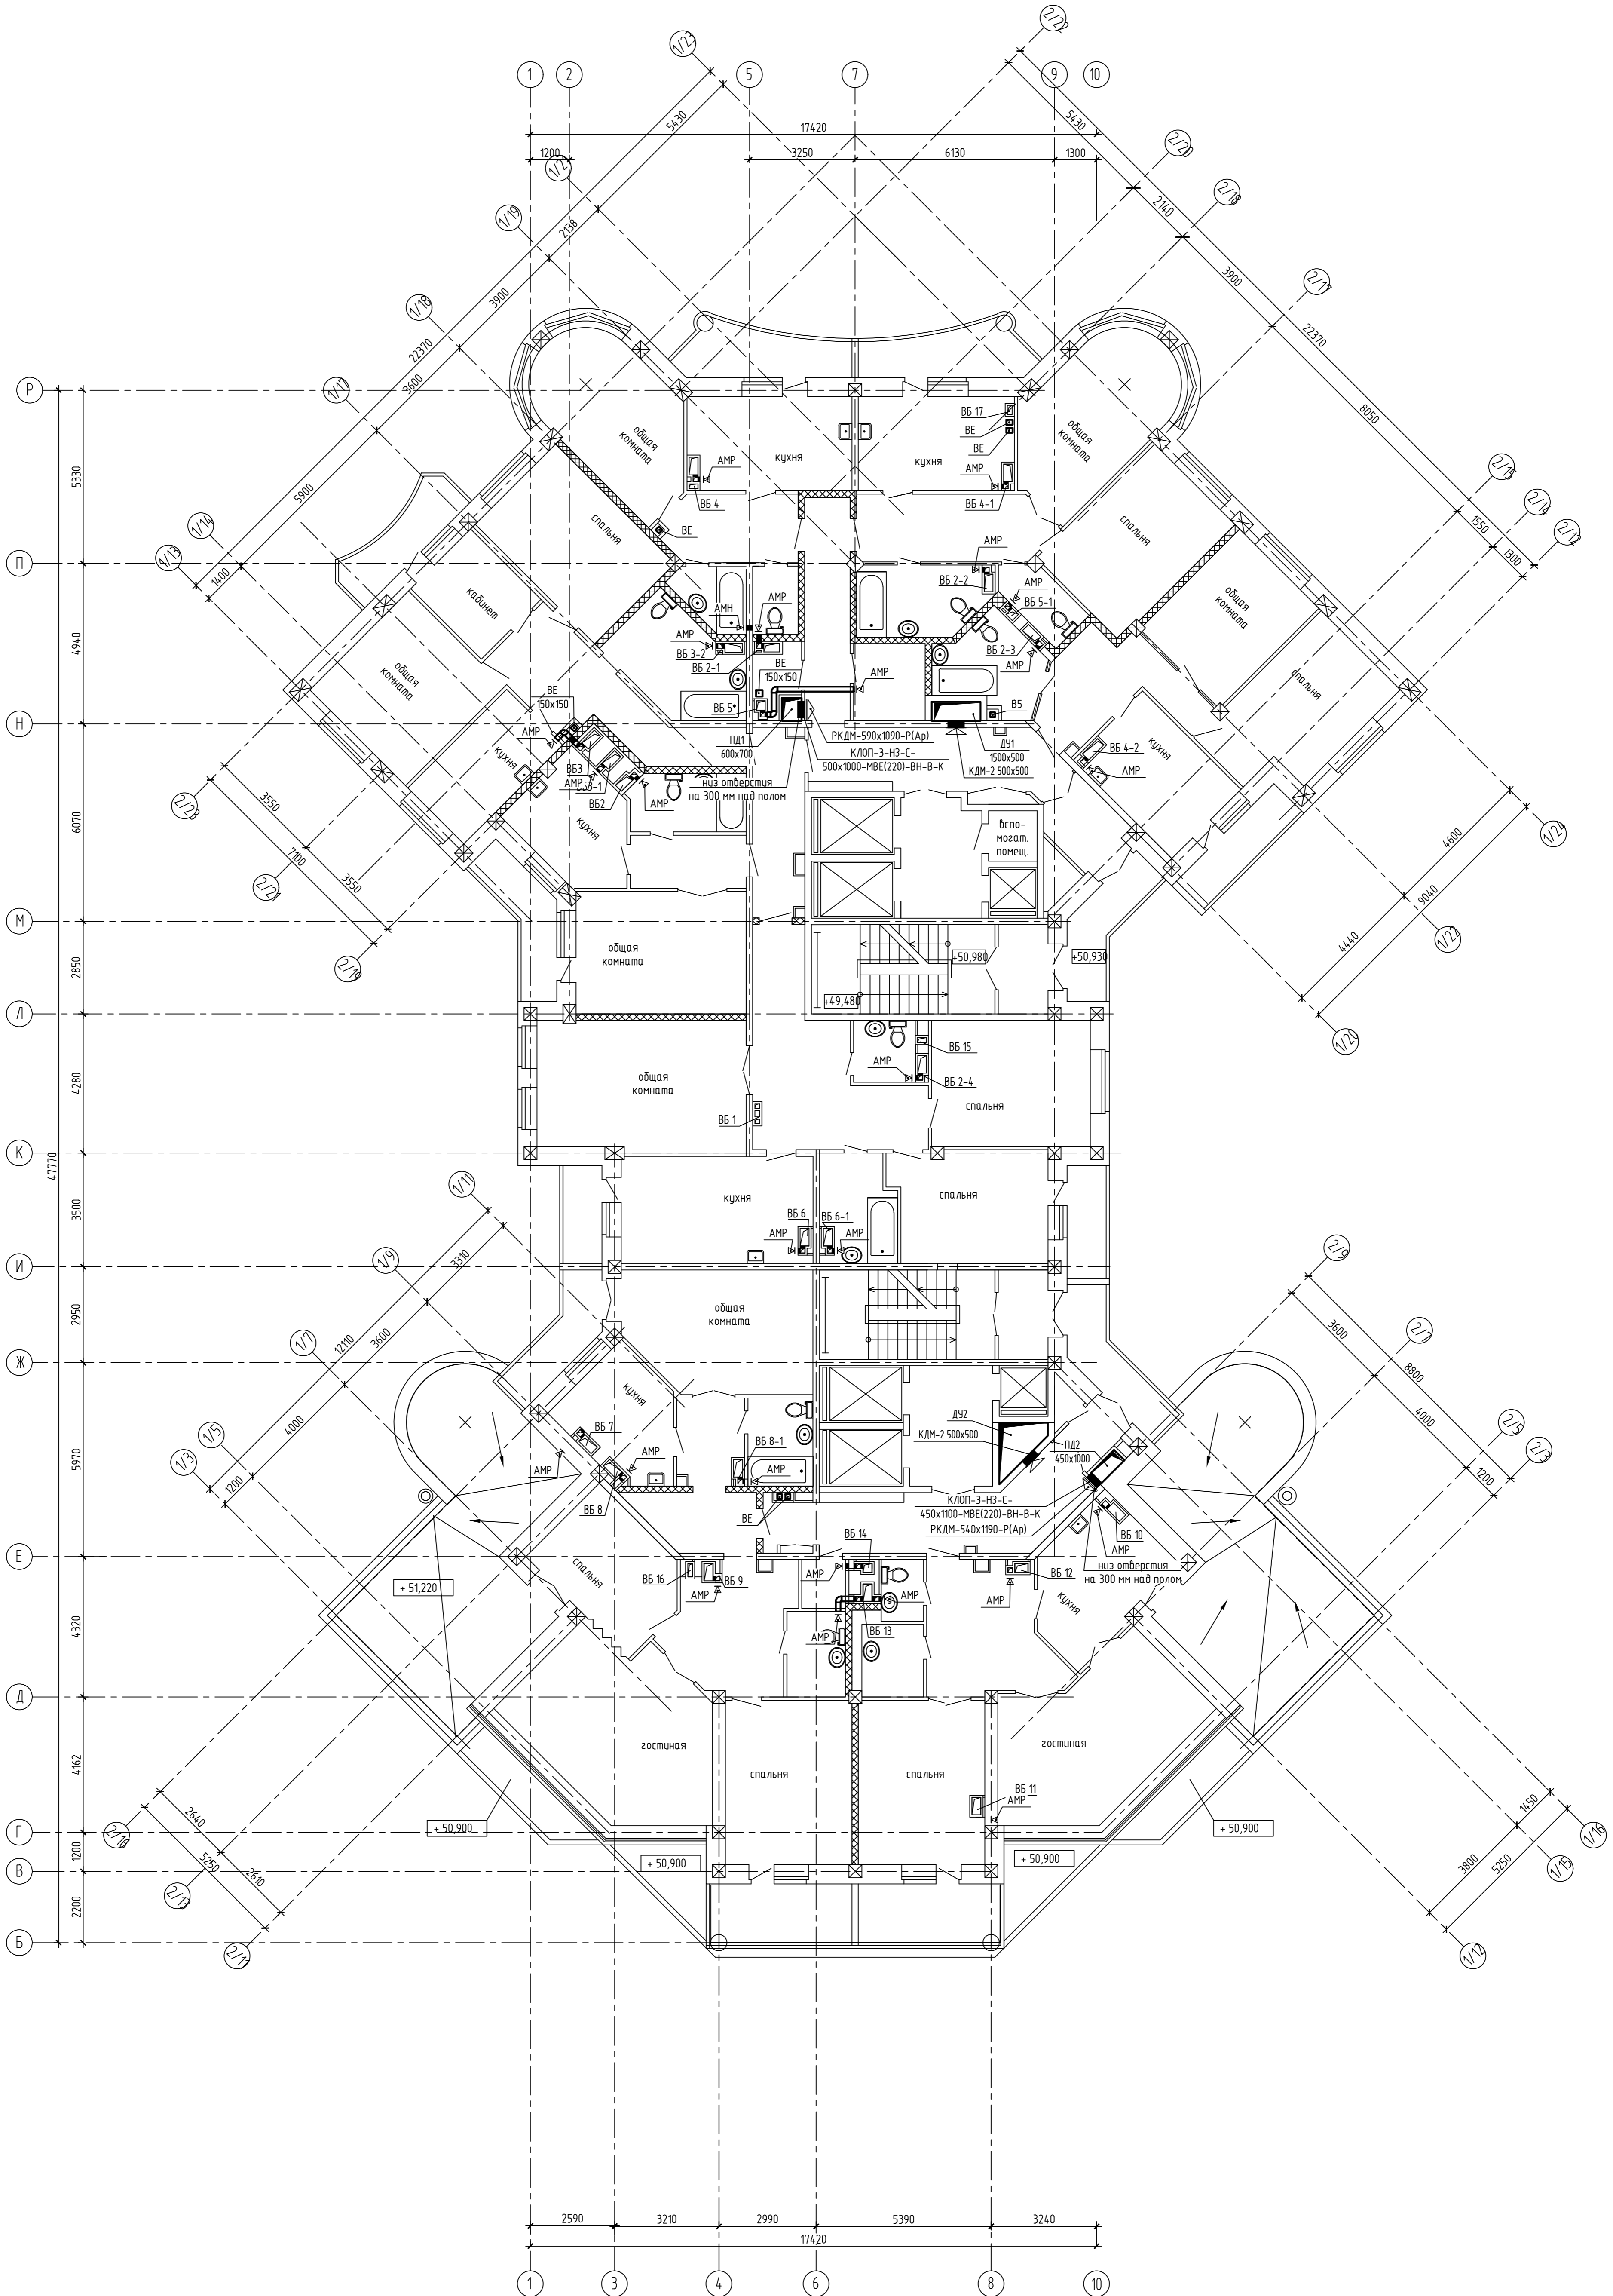 1/23
2/22
1
2
5
7
9
10
5430
17420
5430
1200
3250
6130
1300
2/20
2140
1/21
2/18
1/19
2138
3900
3900
2/17
1/18
22370
22370
3600
1/17
8050
Р
5330
5900
общая
комната
кухня
АМР
ВБ 4
кухня
ВБ 17
ВЕ
ВЕ
АМР
ВБ 4-1
общая
комната
2/15
1550
2/14
1300
2/12
1/14
1/13
1400
спальня
ВЕ
спальня
П
4940
кабинет
АМН
АМР
АМР
ВБ 3-2
ВБ 2-1
АМР
ВБ 2-2
АМР
ВБ 5-1
ВБ 2-3
АМР
общая
комната
общая
комната
спальня
ВЕ
150х150
ВЕ
150х150
ВБ 5
АМР
В5
Н
АМР
ПД1
600х700
РКДМ-590х1090-Р(Ар)
КЛОП-3-НЗ-С-
500х1000-МВЕ(220)-ВН-В-К
ДУ1
1500х500
КДМ-2 500х500
ВБ 4-2
АМР
кухня
кухня
ВБ3
АМР
ВБ3-1
ВБ2
АМР
низ отверстия
на 300 мм над полом
кухня
6070
2/23
3550
7100
3550
2/21
2/19
вспо-
могат.
помещ.
4600
9040
4440
1/24
1/22
1/20
М
2850
общая
комната
+50,980
+50,930
+49,480
Л
4280
общая
комната
ВБ 1
АМР
ВБ 15
ВБ 2-4
спальня
К
47770
3500
1/11
кухня
ВБ 6
АМР
ВБ 6-1
АМР
спальня
1/9
3310
И
2/9
2950
12110
3600
общая
комната
3600
2/7
1/7
8800
Ж
5970
4000
кухня
ВБ 7
АМР
АМР
ВБ 8
ВБ 8-1
АМР
ВЕ
ДУ2
КДМ-2 500х500
ПД2
450х1000
4000
2/5
1200
2/3
1/5
1/3
1200
КЛОП-3-НЗ-С-
450х1100-МВЕ(220)-ВН-В-К
РКДМ-540х1190-Р(Ар)
ВБ 10
АМР
Е
4320
+ 51,220
спальня
ВБ 16
ВБ 9
АМР
ВБ 14
АМР
АМР
АМР
ВБ 13
АМР
ВБ 12
низ отверстия
на 300 мм над полом
кухня
Д
4162
гостиная
спальня
спальня
гостиная
ВБ 11
АМР
Г
1200
+ 50,900
+ 50,900
В
2200
+ 50,900
+ 50,900
Б
2/16
2640
5250
2610
2/13
2/11
1450
3800
5250
1/16
1/15
1/12
2590
3210
2990
5390
3240
17420
1
3
4
6
8
10